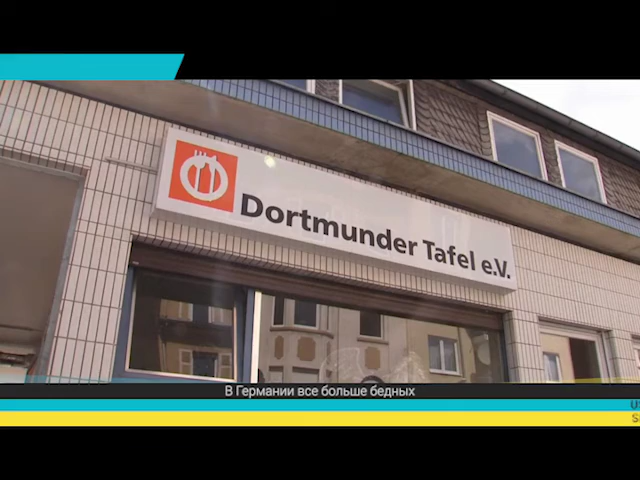 Dortmunder Tafel e.V.
В Германии все больше бедных